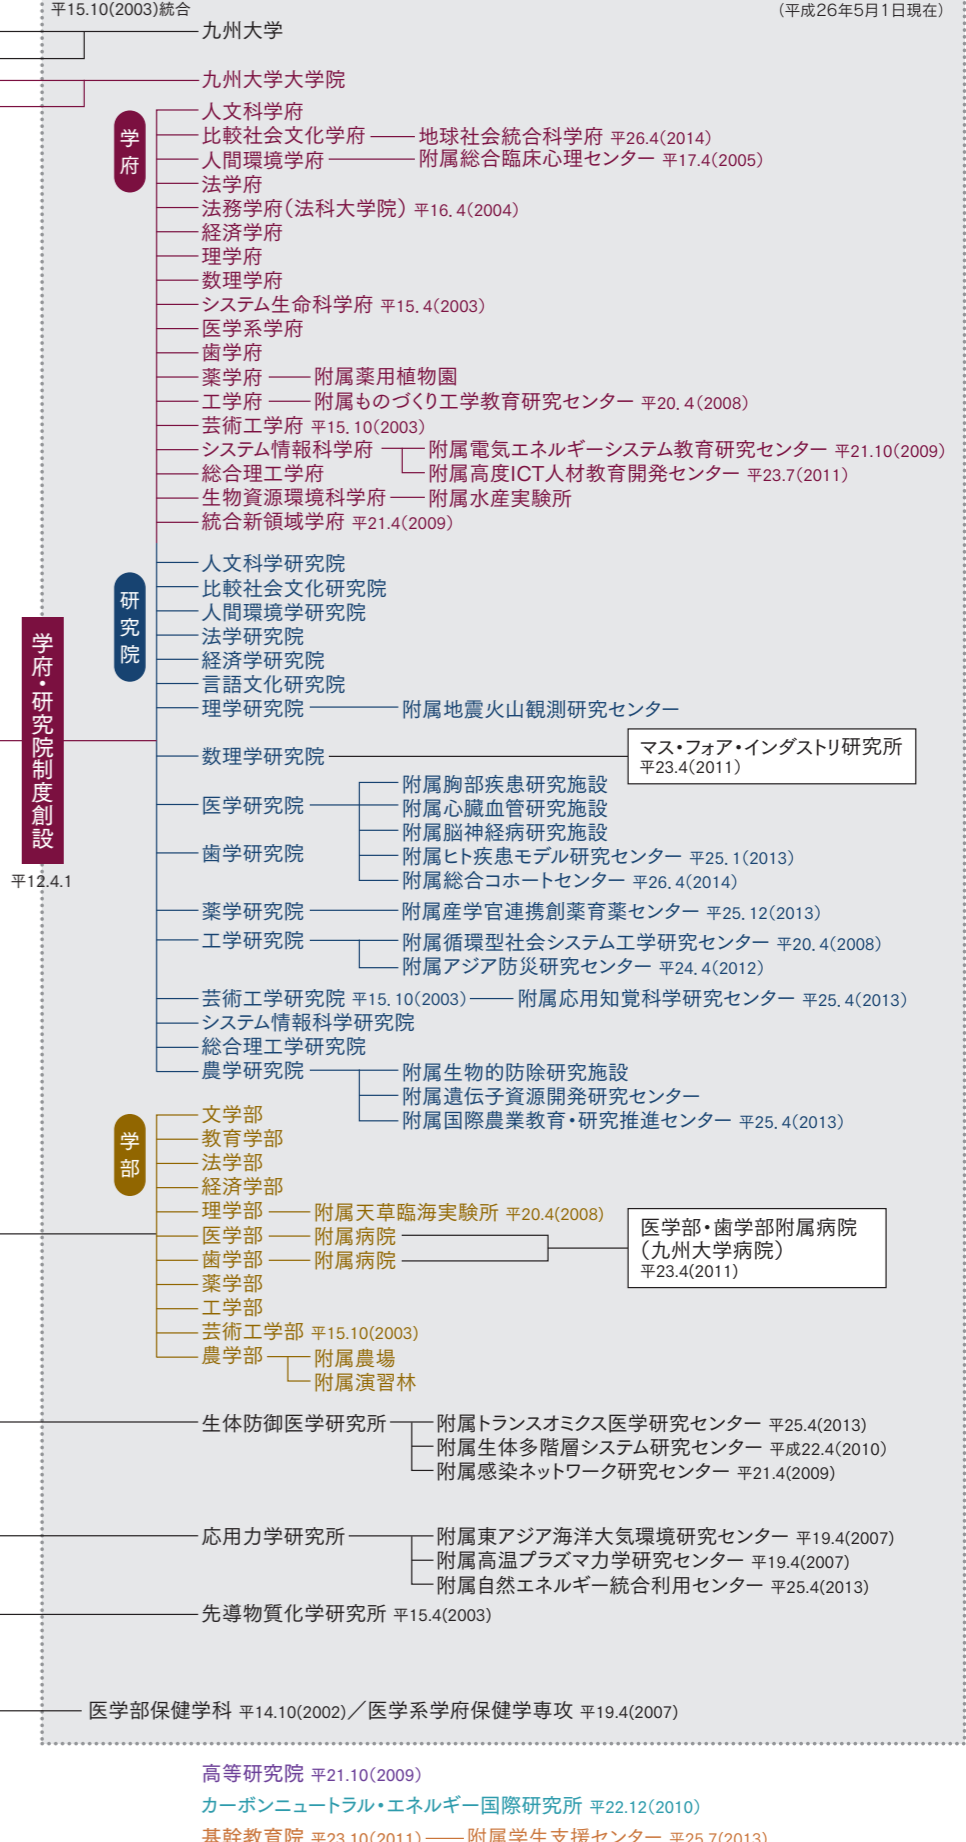 平15.10(2003)統合
(平成26年5月1日現在)
九州大学
九州大学大学院
学府
人文科学府
比較社会文化学府 地球社会統合科学府 平26.4(2014)
人間環境学府 附属総合臨床心理センター 平17.4(2005)
法学府
法務学府(法科大学院) 平16.4(2004)
経済学府
理学府
数理学府
システム生命科学府 平15.4(2003)
医学系学府
歯学府
薬学府 附属薬用植物園
工学府 附属ものづくり工学教育研究センター 平20.4(2008)
芸術工学府 平15.10(2003)
システム情報科学府 附属電気エネルギーシステム教育研究センター 平21.10(2009)
総合理工学府 附属高度ICT人材教育開発センター 平23.7(2011)
生物資源環境科学府 附属水産実験所
統合新領域学府 平21.4(2009)
学府・研究院制度創設
平12.4.1
研究院
人文科学研究院
比較社会文化研究院
人間環境学研究院
法学研究院
経済学研究院
言語文化研究院
理学研究院 附属地震火山観測研究センター
数理学研究院 マス・フォア・インダストリ研究所
平23.4(2011)
附属胸部疾患研究施設
医学研究院 附属心臓血管研究施設
附属脳神経病研究施設
歯学研究院 附属ヒト疾患モデル研究センター 平25.1(2013)
附属総合コホートセンター 平26.4(2014)
薬学研究院 附属産学官連携創薬育薬センター 平25.12(2013)
工学研究院 附属循環型社会システム工学研究センター 平20.4(2008)
附属アジア防災研究センター 平24.4(2012)
芸術工学研究院 平15.10(2003) 附属応用知覚科学研究センター 平25.4(2013)
システム情報科学研究院
総合理工学研究院
農学研究院 附属生物的防除研究施設
附属遺伝子資源開発研究センター
附属国際農業教育・研究推進センター 平25.4(2013)
学部
文学部
教育学部
法学部
経済学部
理学部 附属天草臨海実験所 平20.4(2008)
医学部 附属病院
歯学部 附属病院
医学部・歯学部附属病院
(九州大学病院)
平23.4(2011)
薬学部
工学部
芸術工学部 平15.10(2003)
農学部 附属農場
附属演習林
生体防御医学研究所 附属トランスオミクス医学研究センター 平25.4(2013)
附属生体多階層システム研究センター 平成22.4(2010)
附属感染ネットワーク研究センター 平21.4(2009)
応用力学研究所 附属東アジア海洋大気環境研究センター 平19.4(2007)
附属高温プラズマ力学研究センター 平19.4(2007)
附属自然エネルギー統合利用センター 平25.4(2013)
先導物質化学研究所 平15.4(2003)
医学部保健学科 平14.10(2002)/医学系学府保健学専攻 平19.4(2007)
高等研究院 平21.10(2009)
カーボンニュートラル・エネルギー国際研究所 平22.12(2010)
基幹教育院 平23.10(2011) 附属学生支援センター 平25.7(2013)